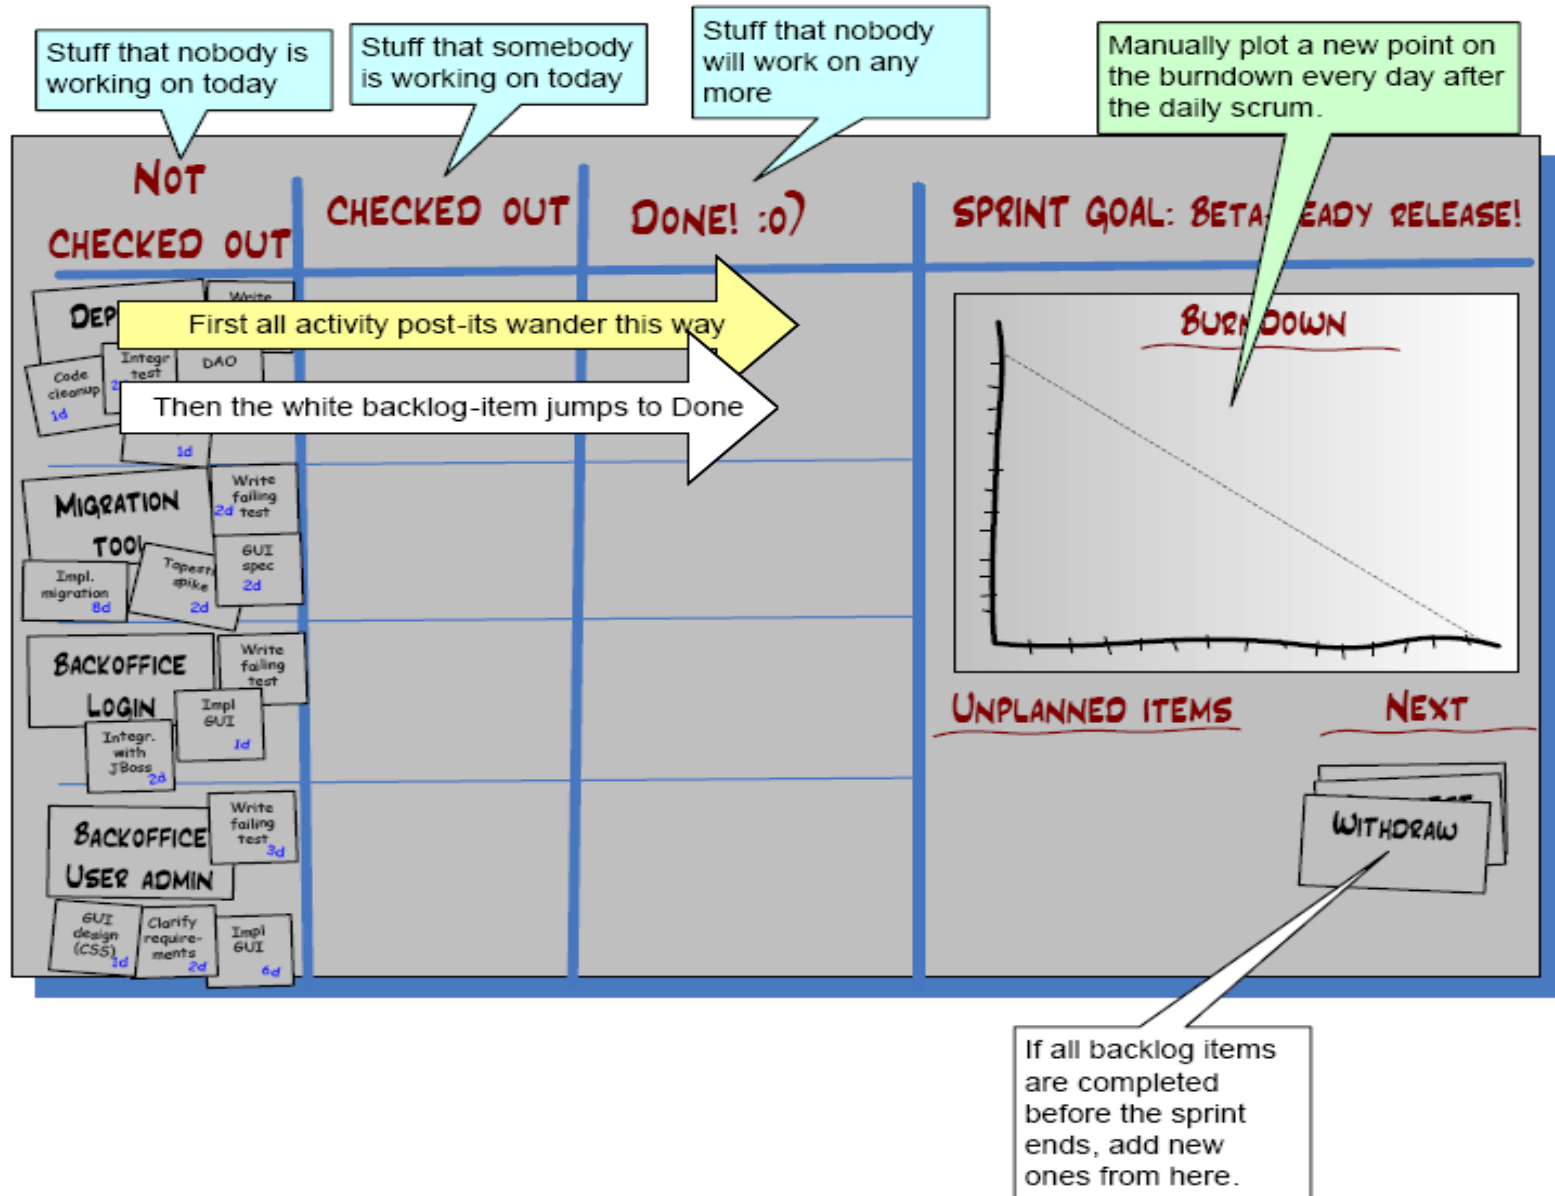 Stuff that nobody is
working on today
Stuff that somebody
is working on today
Stuff that nobody
will work on any
more
Manually plot a new point on
the burndown every day after
the daily scrum.
NOT
CHECKED OUT
CHECKED OUT
DONE! :o)
SPRINT GOAL: BETA-READY RELEASE!
DEP
Write
First all activity post-its wander this way
Code
cleanup
1d
Integr
test
DAO
Then the white backlog-item jumps to Done
1d
MIGRATION
TOOL
Write
failing
test
2d
Impl.
migration
8d
spike
2d
GUI
spec
2d
BACKOFFICE
LOGIN
Write
failing
test
Impl
GUI
1d
Integr.
with
JBoss
2d
BACKOFFICE
USER ADMIN
Write
failing
test
3d
GUI
design
(CSS)
1d
Clarify
require-
ments
2d
Impl
GUI
6d
BURNDOWN
UNPLANNED ITEMS
NEXT
WITHDRAW
If all backlog items
are completed
before the sprint
ends, add new
ones from here.